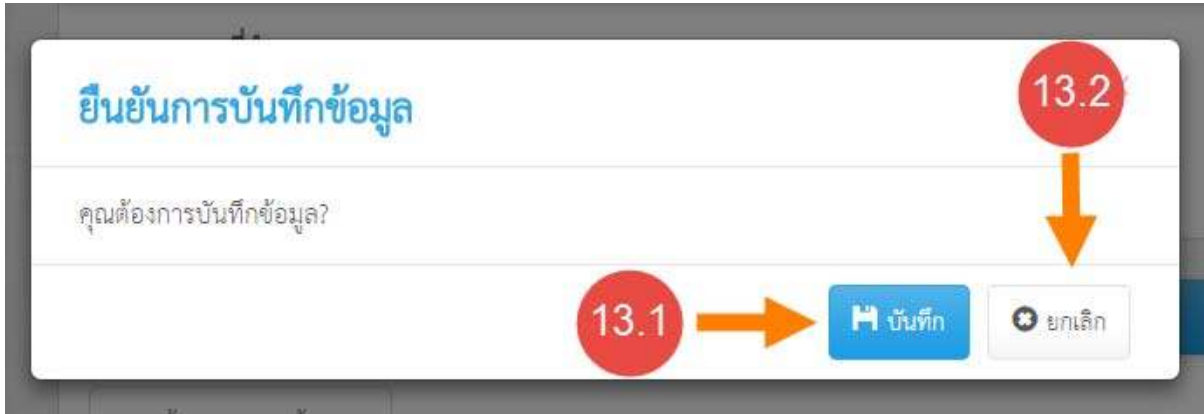 ยืนยันการบันทึกข้อมูล
13.2
คุณต้องการบันทึกข้อมูล?
13.1
บันทึก
ยกเลิก